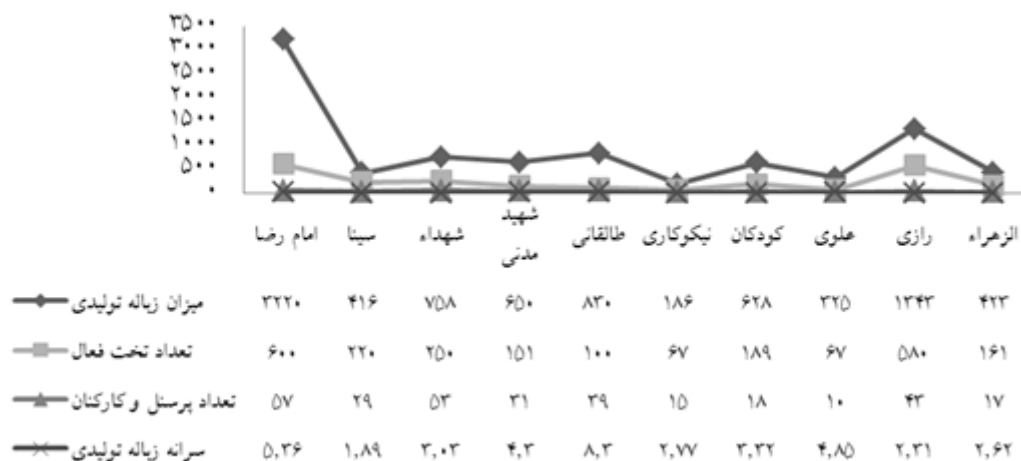 ۳۵۰۰
۳۰۰۰
۲۵۰۰
۲۰۰۰
۱۵۰۰
۱۰۰۰
۵۰۰
۰
امام رضا سینا شهداء شهید مدنی طالقانی نیکوکاری کودکان علوی رازی الزهراء
میزان زباله تولیدی ۳۲۲۰ ۴۱۶ ۷۵۸ ۶۵۰ ۸۳۰ ۱۸۶ ۶۲۸ ۳۲۵ ۱۳۴۳ ۴۲۳
تعداد تخت فعال ۶۰۰ ۲۲۰ ۲۵۰ ۱۵۱ ۱۰۰ ۶۷ ۱۸۹ ۶۷ ۵۸۰ ۱۶۱
تعداد پرسنل و کارکنان ۵۷ ۲۹ ۵۳ ۳۱ ۳۹ ۱۵ ۱۸ ۱۰ ۴۳ ۱۷
سرانه زباله تولیدی ۵,۳۶ ۱,۸۹ ۳,۰۳ ۴,۳ ۸,۳ ۲,۷۷ ۳,۳۲ ۴,۸۵ ۲,۳۱ ۲,۶۲